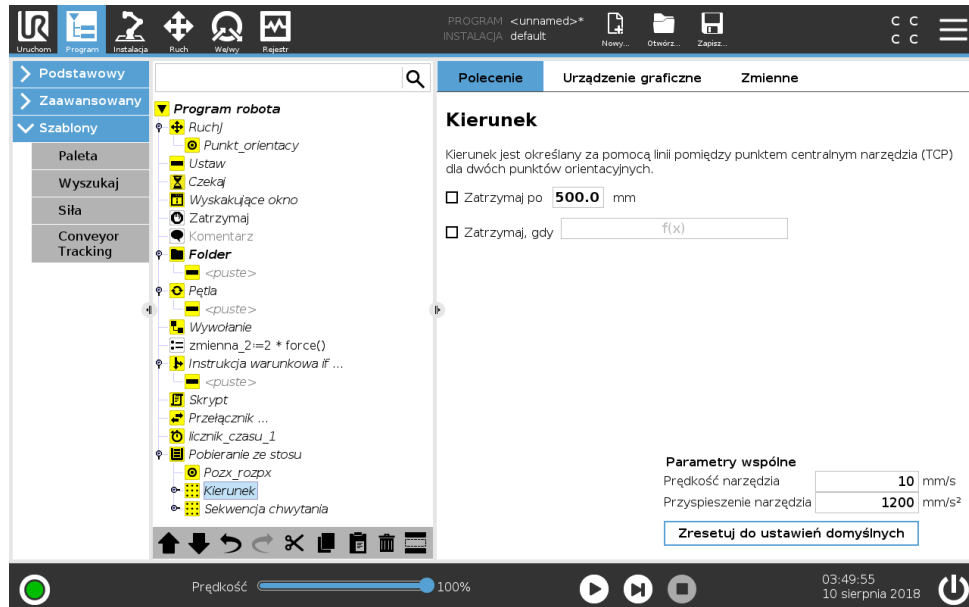 UR
PROGRAM <unnamed>*
INSTALACJA default
Uruchom Program Instalacja Ruch We/wy Rejestr
Nowy... Otwórz... Zapisz...
C C
C C
Podstawowy
Zaawansowany
Szablony
Paleta
Wyszukaj
Siła
Conveyor
Tracking
Program robota
RuchJ
Punkt_orientacy
Ustaw
Czekaj
Wyskakujące okno
Zatrzymaj
Komentarz
Folder
<puste>
Pętla
<puste>
Wywołanie
zmienna_2:=2 * force()
Instrukcja warunkowa if ...
<puste>
Skrypt
Przełącznik ...
licznik_czasu_1
Pobieranie ze stosu
Pozx_rozpx
Kierunek
Sekwencja chwytania
Polecenie Urządzenie graficzne Zmienne
Kierunek
Kierunek jest określany za pomocą linii pomiędzy punktem centralnym narzędzia (TCP)
dla dwóch punktów orientacyjnych.
Zatrzymaj po 500.0 mm
Zatrzymaj, gdy f(x)
Parametry wspólne
Prędkość narzędzia 10 mm/s
Przyspieszenie narzędzia 1200 mm/s²
Zresetuj do ustawień domyślnych
Prędkość 100%
03:49:55
10 sierpnia 2018